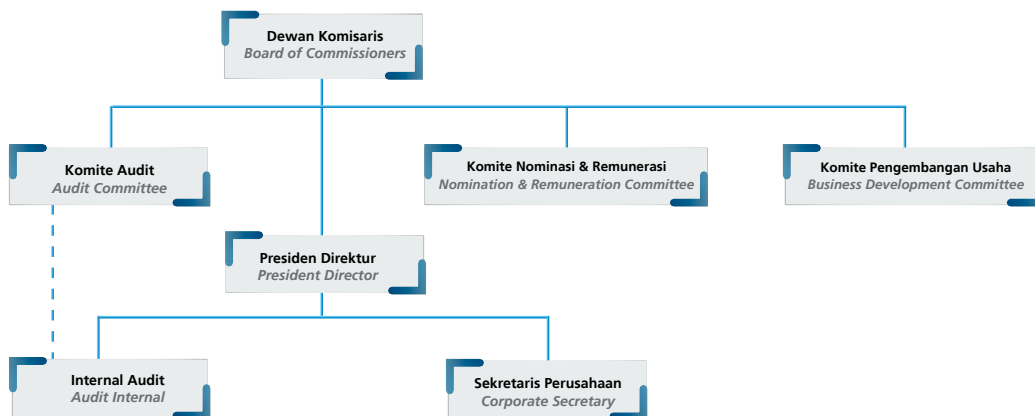 Dewan Komisaris
Board of Commissioners
Komite Audit
Audit Committee
Komite Nominasi & Remunerasi
Nomination & Remuneration Committee
Komite Pengembangan Usaha
Business Development Committee
Presiden Direktur
President Director
Internal Audit
Audit Internal
Sekretaris Perusahaan
Corporate Secretary